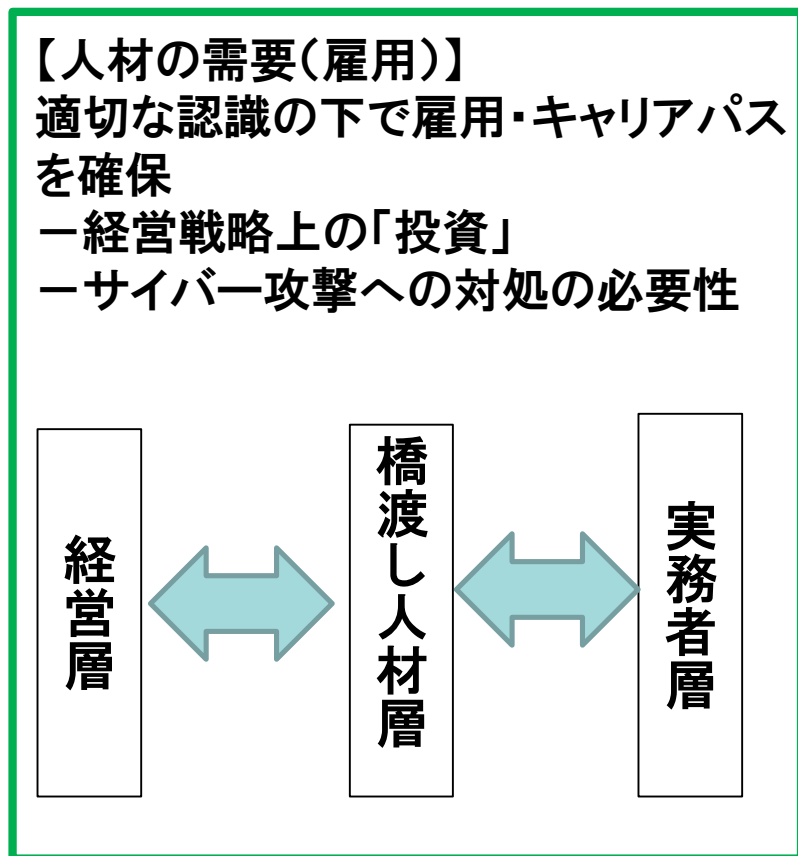 【人材の需要(雇用)】
適切な認識の下で雇用・キャリアパス
を確保
－経営戦略上の「投資」
－サイバー攻撃への対処の必要性
経営層
橋渡し人材層
実務者層